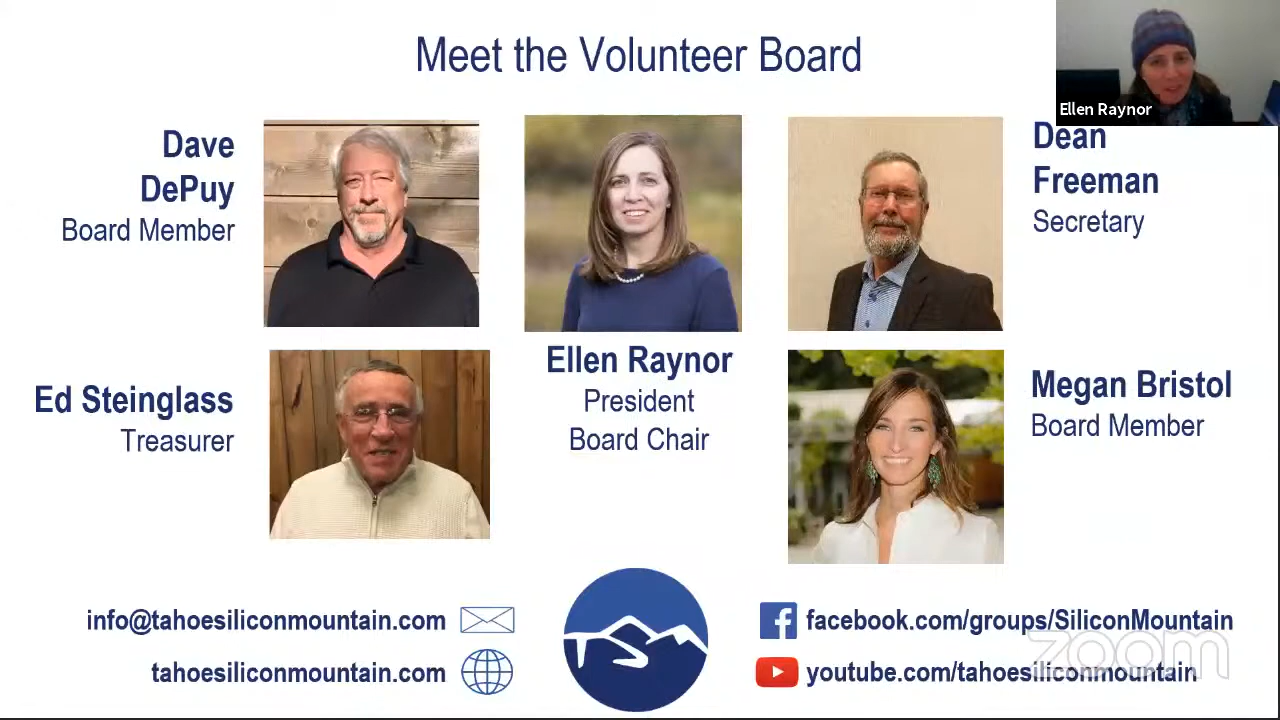 Meet the Volunteer Board
Ellen Raynor
Dave
DePuy
Board Member
Dean
Freeman
Secretary
Ellen Raynor
President
Board Chair
Ed Steinglass
Treasurer
Megan Bristol
Board Member
info@tahoesiliconmountain.com
tahoesiliconmountain.com
TSM
facebook.com/groups/SiliconMountain
youtube.com/tahoesiliconmountain
zoom